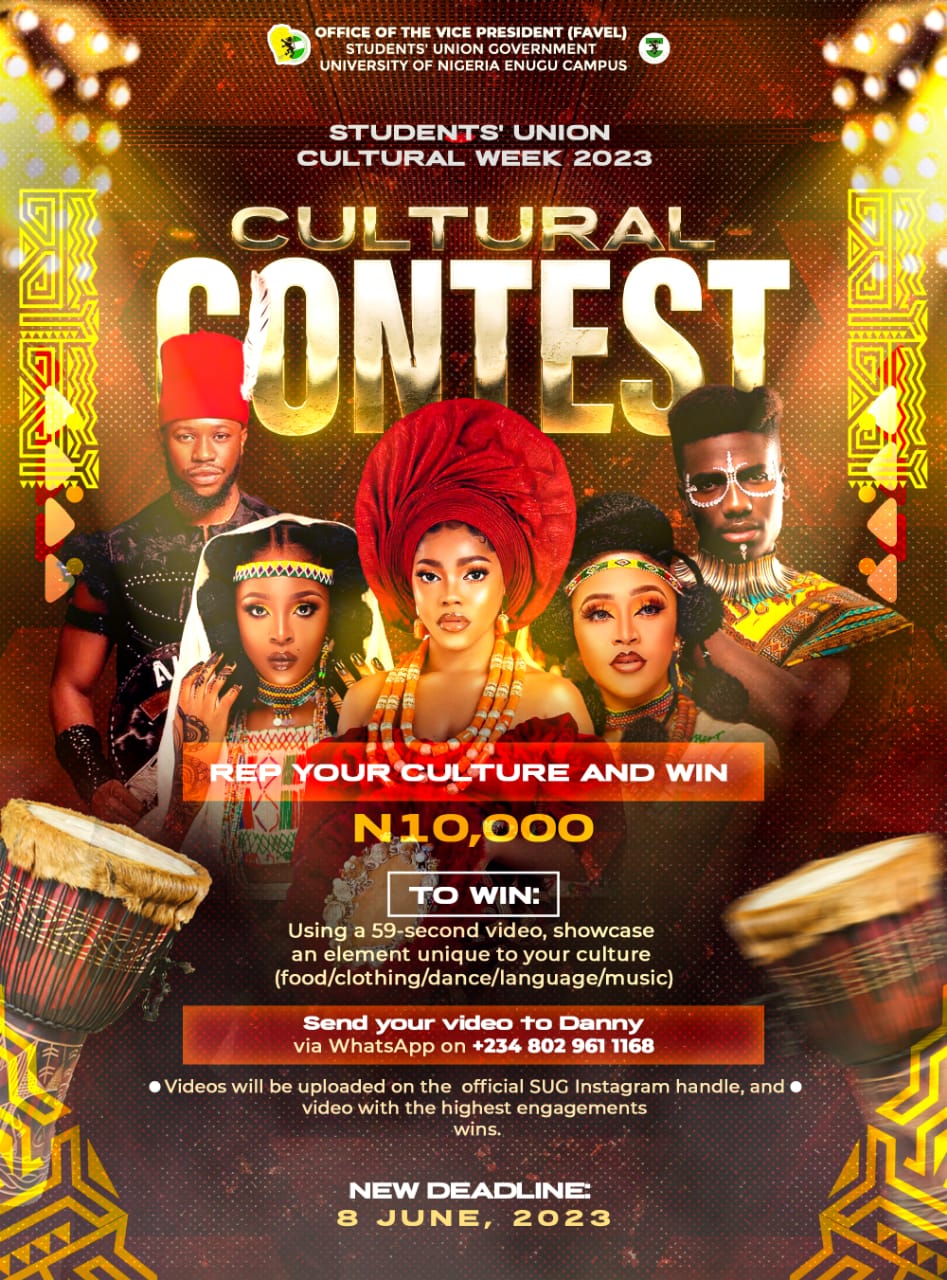 OFFICE OF THE VICE PRESIDENT (FAVEL)
STUDENTS' UNION GOVERNMENT
UNIVERSITY OF NIGERIA ENUGU CAMPUS
STUDENTS' UNION
CULTURAL WEEK 2023
CULTURAL
CONTEST
REP YOUR CULTURE AND WIN
N10,000
TO WIN:
Using a 59-second video, showcase
an element unique to your culture
(food/clothing/dance/language/music)
Send your video to Danny
via WhatsApp on +234 802 961 1168
● Videos will be uploaded on the official SUG Instagram handle, and ●
video with the highest engagements
wins.
NEW DEADLINE:
8 JUNE, 2023